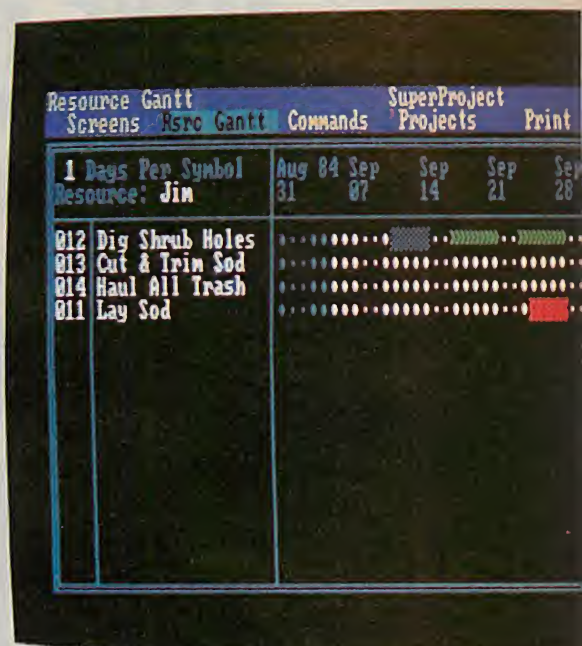 Resource Gantt SuperProject
Screens Rsrc Gantt Commands Projects Print
1 Days Per Symbol Aug 84 Sep Sep Sep Sep
Resource: Jim 31 07 14 21 28
012 Dig Shrub Holes
013 Cut & Trim Sod
014 Haul All Trash
011 Lay Sod